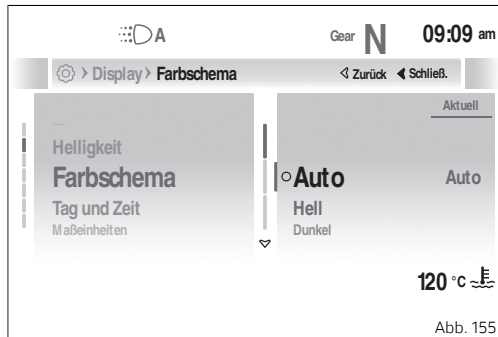 A Gear N 09:09 am
Display Farbschema Zurück Schließ.
Aktuell
Helligkeit
Farbschema
Tag und Zeit
Maßeinheiten
Auto Auto
Hell
Dunkel
120 °C
Abb. 155